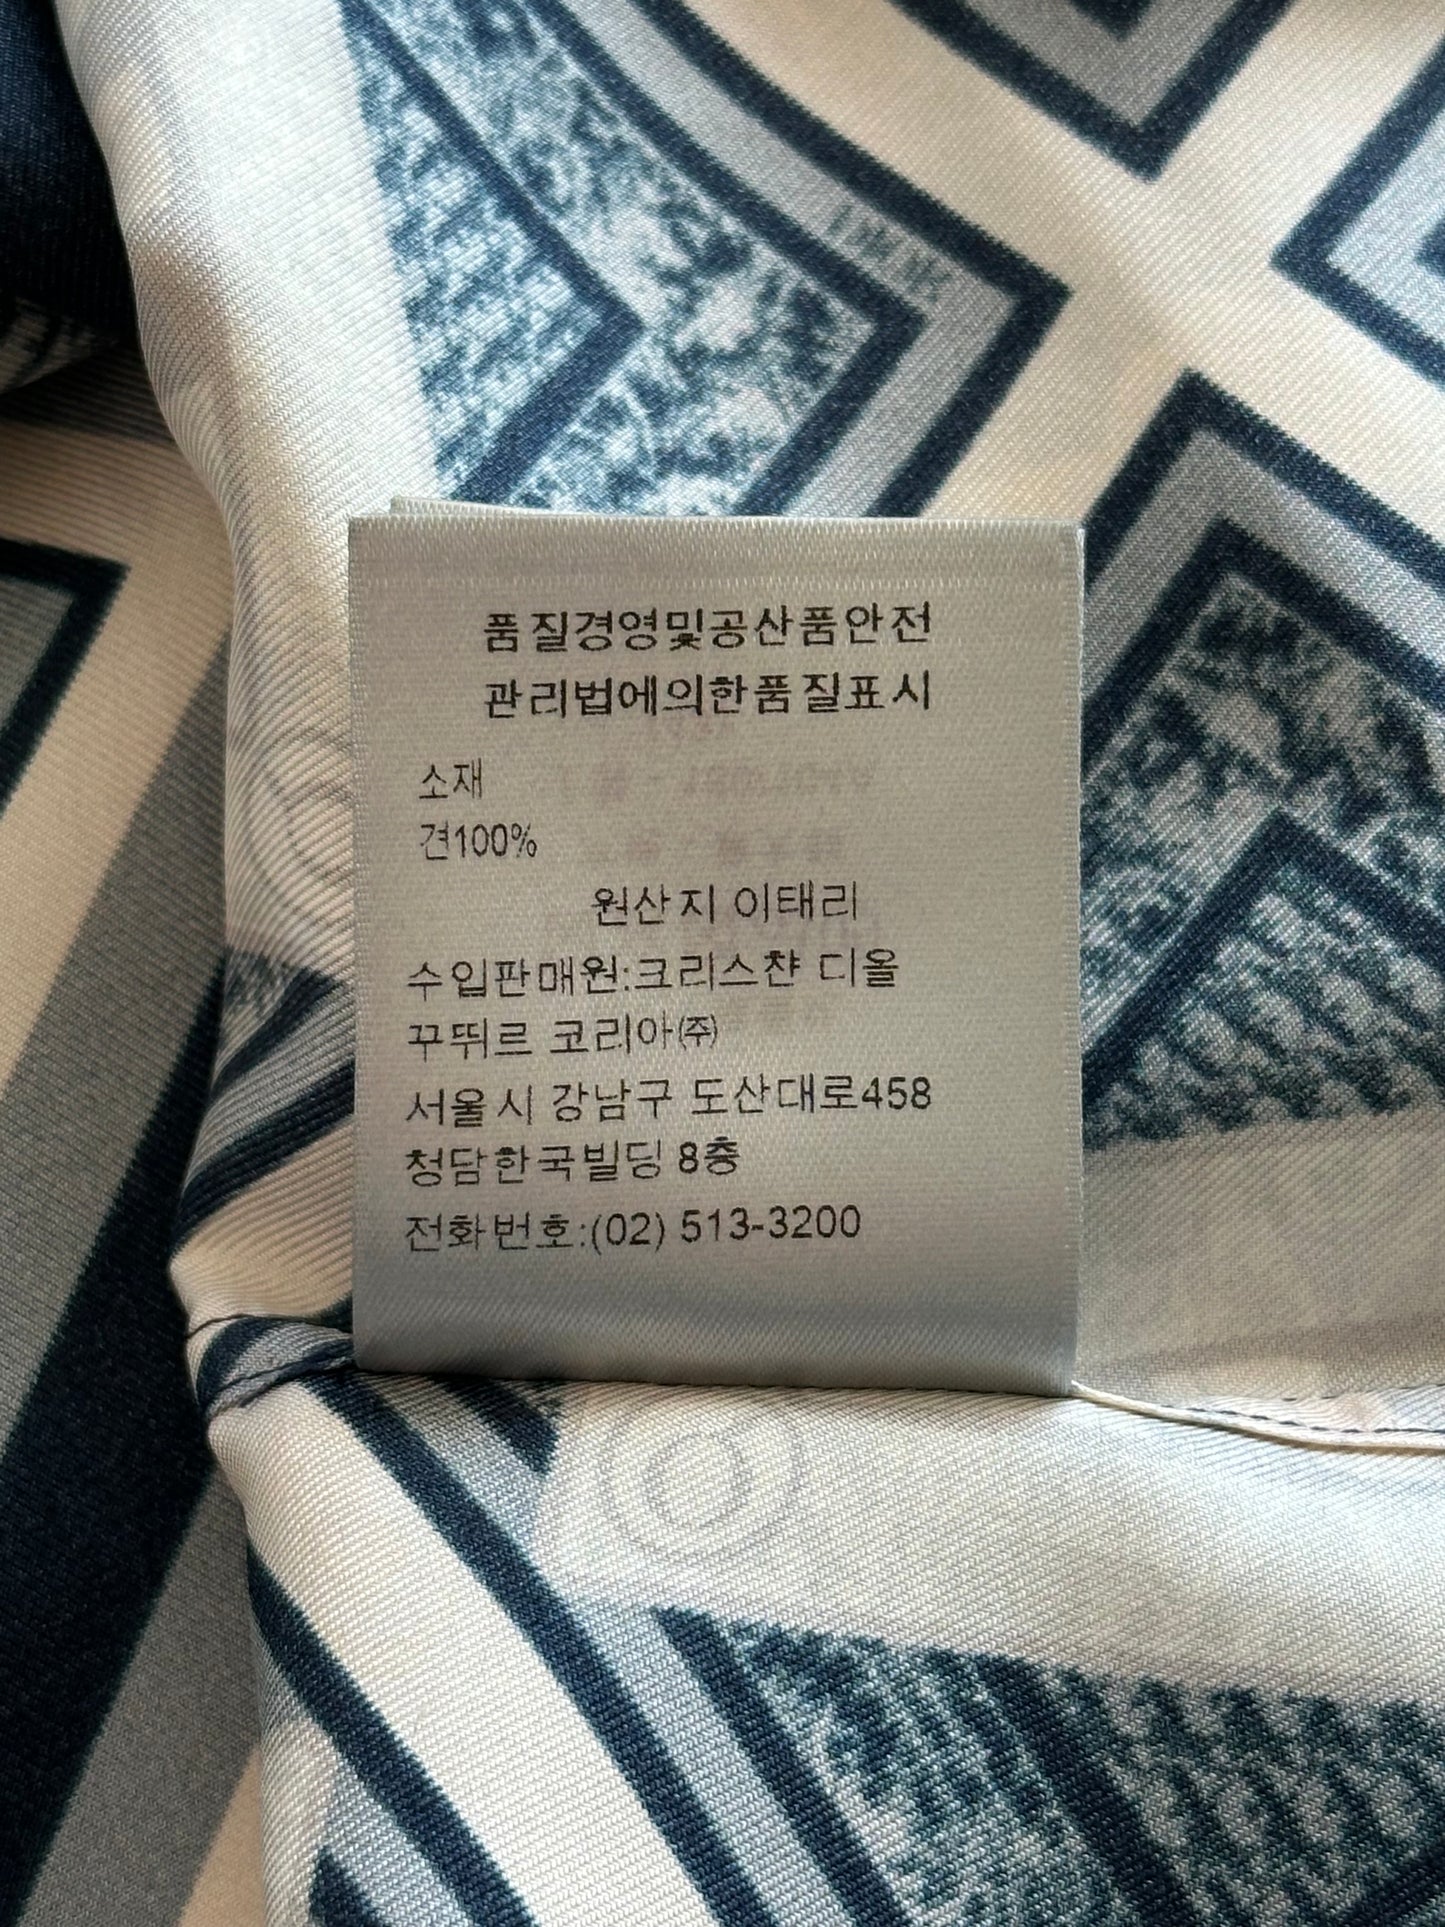 품질경영및공산품안전
관리법에의한품질표시
소재
견100%
원산지 이태리
수입판매원:크리스챤 디올
꾸뛰르 코리아㈜
서울시 강남구 도산대로458
청담한국빌딩 8층
전화번호:(02) 513-3200